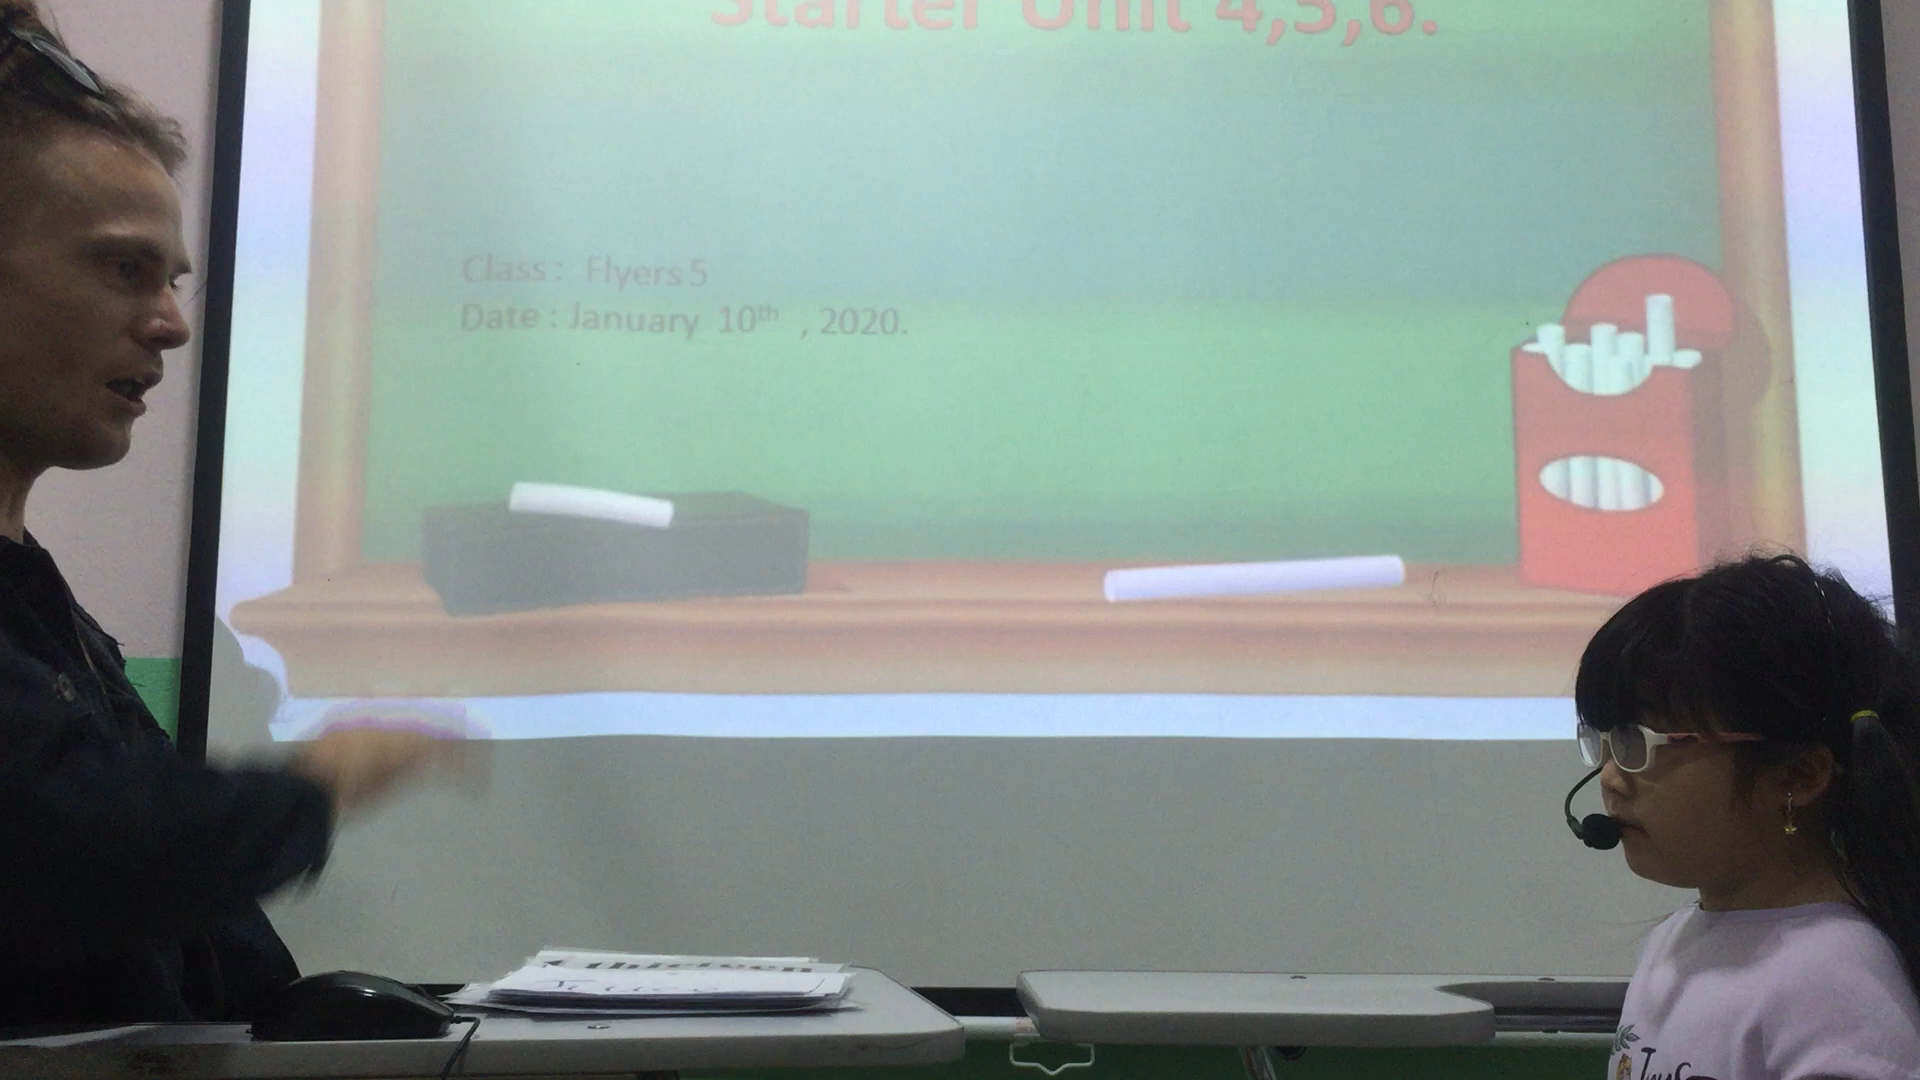 Starter Unit 4,5,6.
Class : Flyers 5
Date : January 10th , 2020.
thirteen